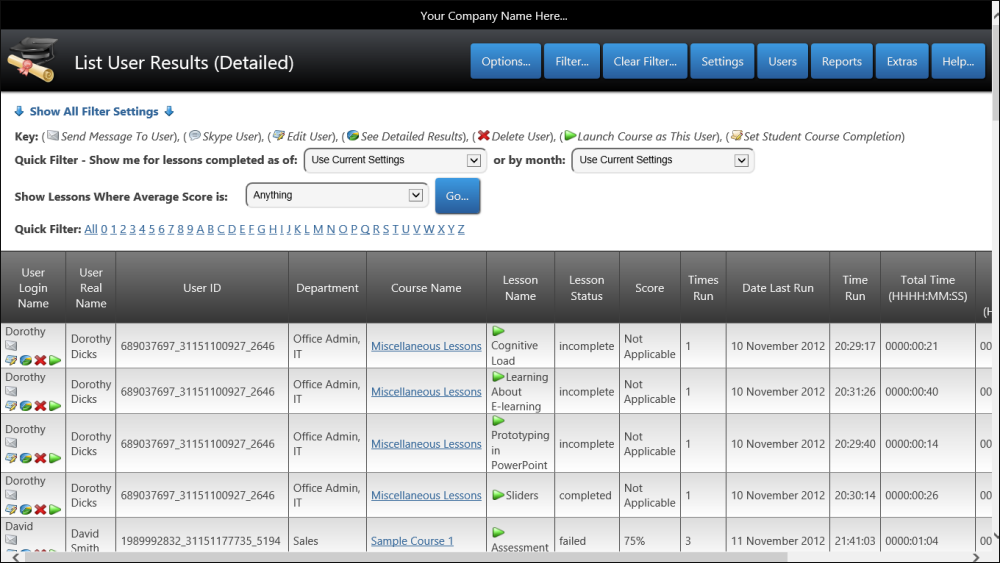 Your Company Name Here...
List User Results (Detailed)
Options... Filter... Clear Filter... Settings Users Reports Extras Help...
Show All Filter Settings
Key: (Send Message To User), (Skype User), (Edit User), (See Detailed Results), (Delete User), (Launch Course as This User), (Set Student Course Completion)
Quick Filter - Show me for lessons completed as of: Use Current Settings or by month: Use Current Settings
Show Lessons Where Average Score is: Anything Go...
Quick Filter: All 0 1 2 3 4 5 6 7 8 9 A B C D E F G H I J K L M N O P Q R S T U V W X Y Z
User Login Name User Real Name User ID Department Course Name Lesson Name Lesson Status Score Times Run Date Last Run Time Run Total Time (HHHH:MM:SS) (H
Dorothy Dorothy Dicks 689037697_31151100927_2646 Office Admin, IT Miscellaneous Lessons Cognitive Load incomplete Not Applicable 1 10 November 2012 20:29:17 0000:00:21 00
Dorothy Dorothy Dicks 689037697_31151100927_2646 Office Admin, IT Miscellaneous Lessons Learning About E-learning incomplete Not Applicable 1 10 November 2012 20:31:26 0000:00:40 00
Dorothy Dorothy Dicks 689037697_31151100927_2646 Office Admin, IT Miscellaneous Lessons Prototyping in PowerPoint incomplete Not Applicable 1 10 November 2012 20:29:40 0000:00:14 00
Dorothy Dorothy Dicks 689037697_31151100927_2646 Office Admin, IT Miscellaneous Lessons Sliders completed Not Applicable 1 10 November 2012 20:30:14 0000:00:26 00
David David Smith 1989992832_31151177735_5194 Sales Sample Course 1 Assessment failed 75% 3 11 November 2012 21:41:03 0000:01:04 00